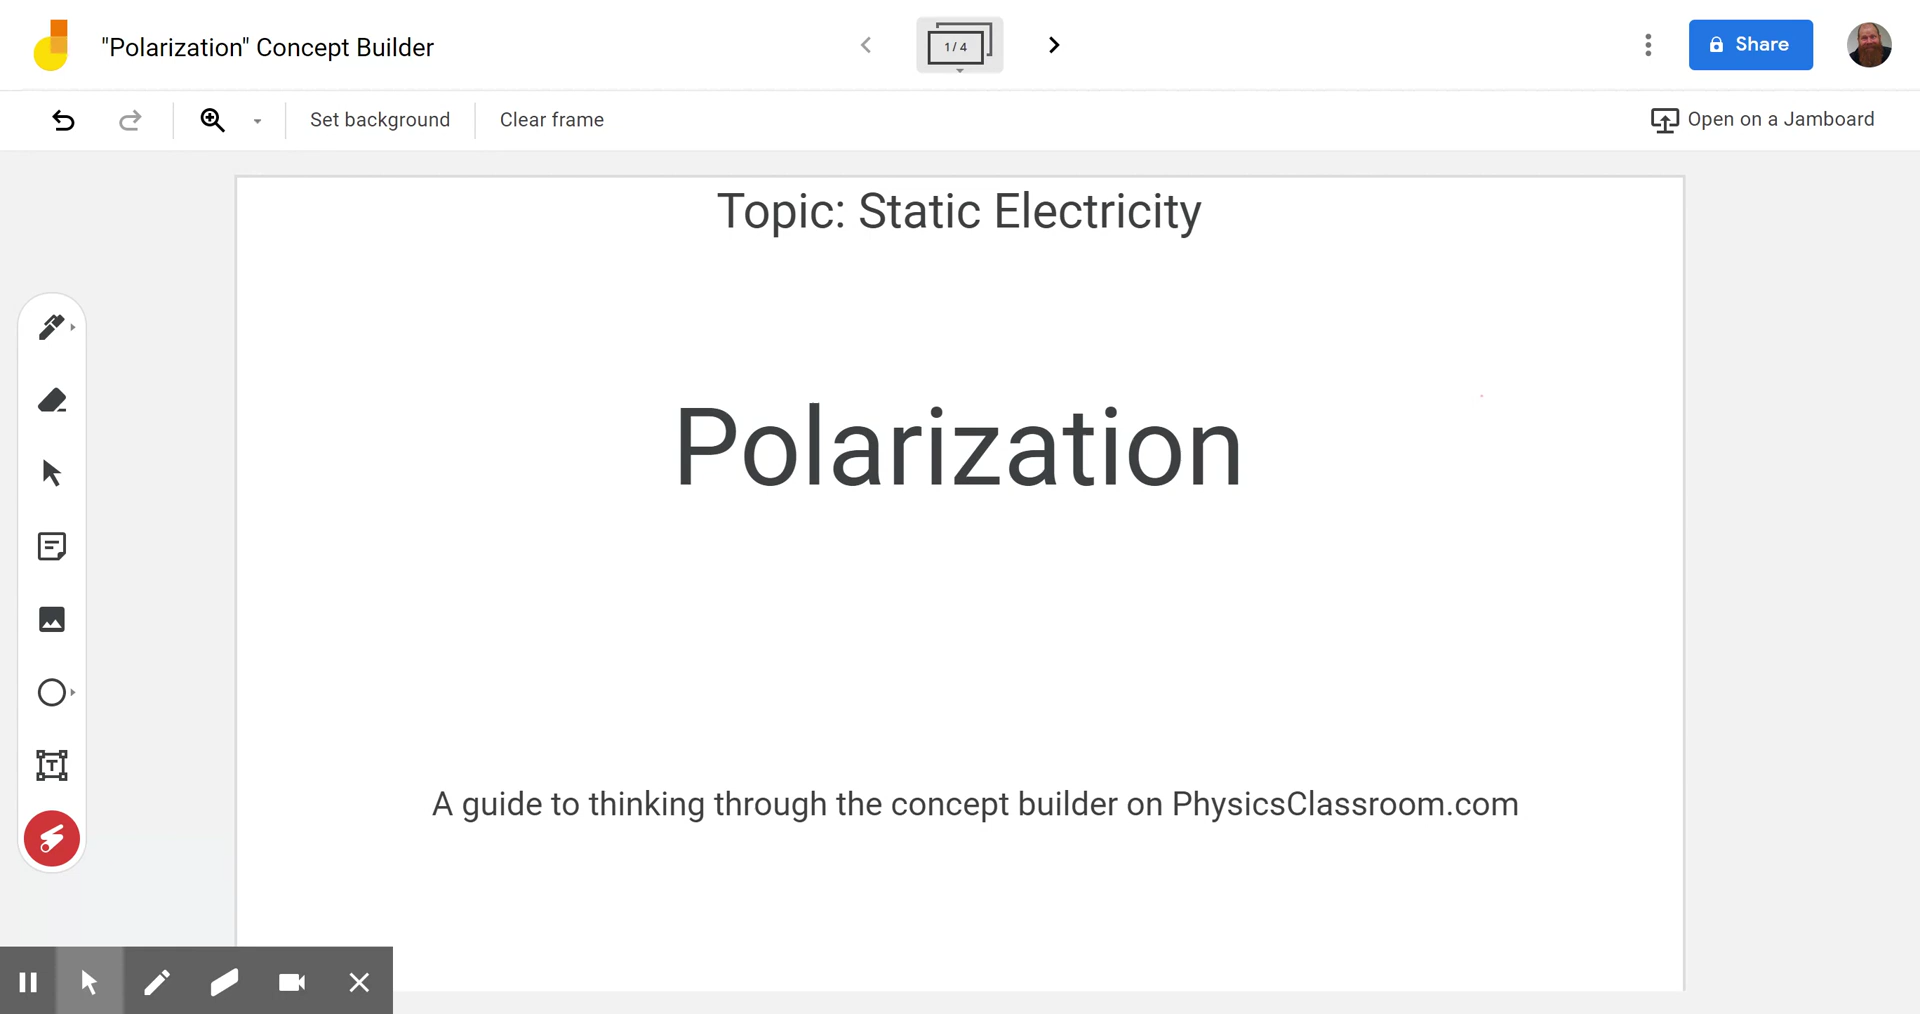 "Polarization" Concept Builder
1 / 4
Share
Set background
Clear frame
Open on a Jamboard
Topic: Static Electricity
Polarization
A guide to thinking through the concept builder on PhysicsClassroom.com